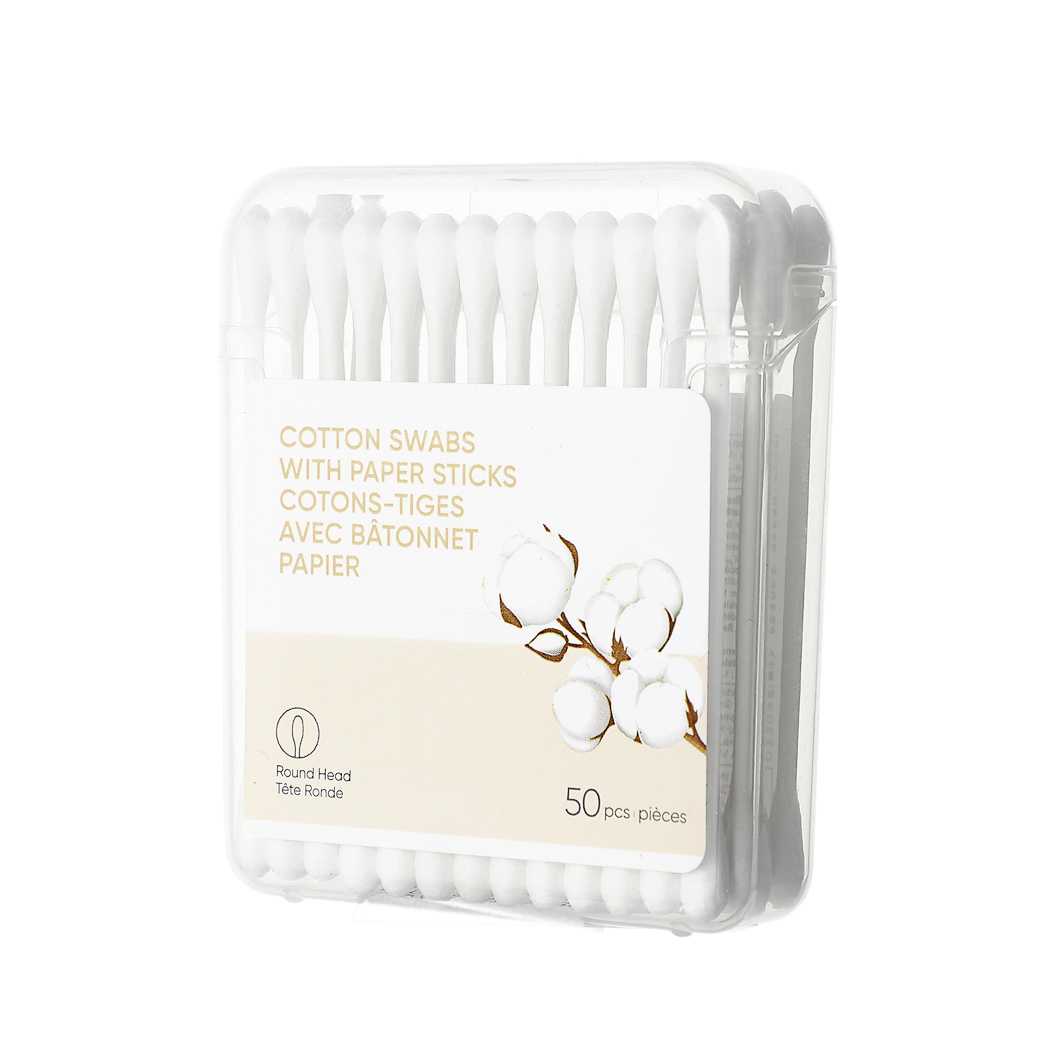 COTTON SWABS
WITH PAPER STICKS
COTONS-TIGES
AVEC BÂTONNET
PAPIER
Round Head
Tête Ronde
50 pcs | pièces